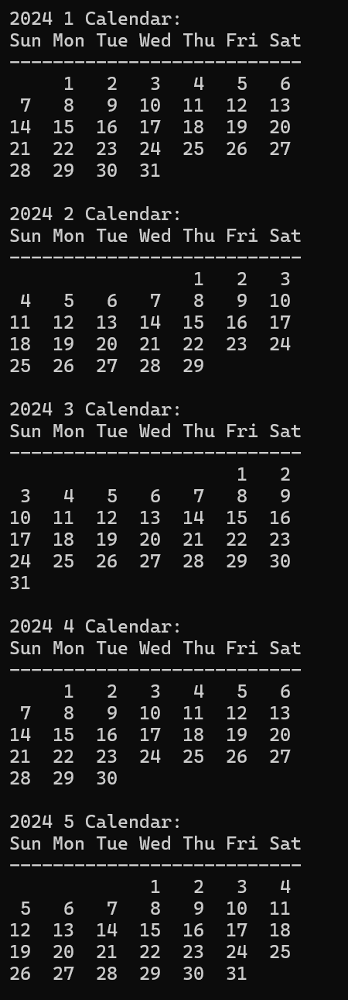 2024 1 Calendar:
Sun Mon Tue Wed Thu Fri Sat
---------------------------
     1   2   3   4   5   6
 7   8   9  10  11  12  13
14  15  16  17  18  19  20
21  22  23  24  25  26  27
28  29  30  31

2024 2 Calendar:
Sun Mon Tue Wed Thu Fri Sat
---------------------------
                 1   2   3
 4   5   6   7   8   9  10
11  12  13  14  15  16  17
18  19  20  21  22  23  24
25  26  27  28  29

2024 3 Calendar:
Sun Mon Tue Wed Thu Fri Sat
---------------------------
                     1   2
 3   4   5   6   7   8   9
10  11  12  13  14  15  16
17  18  19  20  21  22  23
24  25  26  27  28  29  30
31

2024 4 Calendar:
Sun Mon Tue Wed Thu Fri Sat
---------------------------
     1   2   3   4   5   6
 7   8   9  10  11  12  13
14  15  16  17  18  19  20
21  22  23  24  25  26  27
28  29  30

2024 5 Calendar:
Sun Mon Tue Wed Thu Fri Sat
---------------------------
             1   2   3   4
 5   6   7   8   9  10  11
12  13  14  15  16  17  18
19  20  21  22  23  24  25
26  27  28  29  30  31